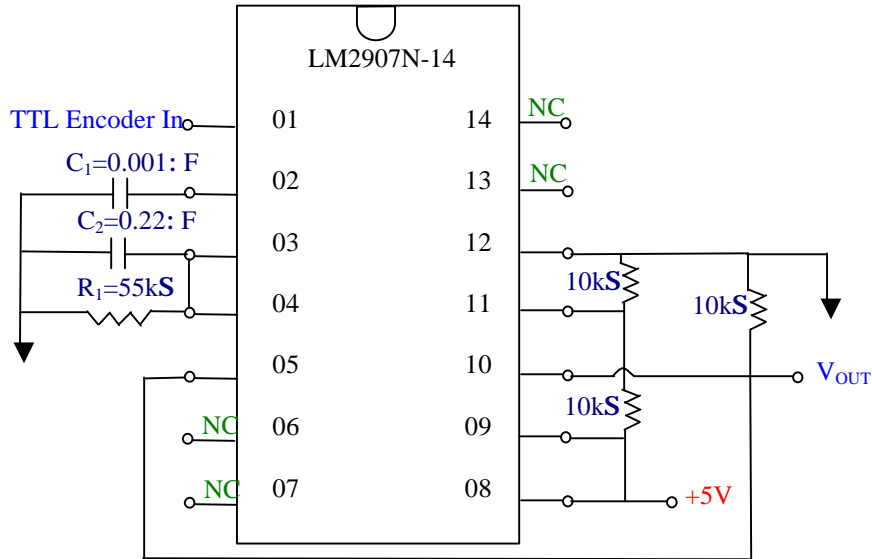 LM2907N-14
TTL Encoder In
01
14
NC
C1=0.001: F
02
13
NC
C2=0.22: F
03
12
R1=55kS
10kS
04
11
10kS
05
10
VOUT
10kS
NC
06
09
NC
07
08
+5V